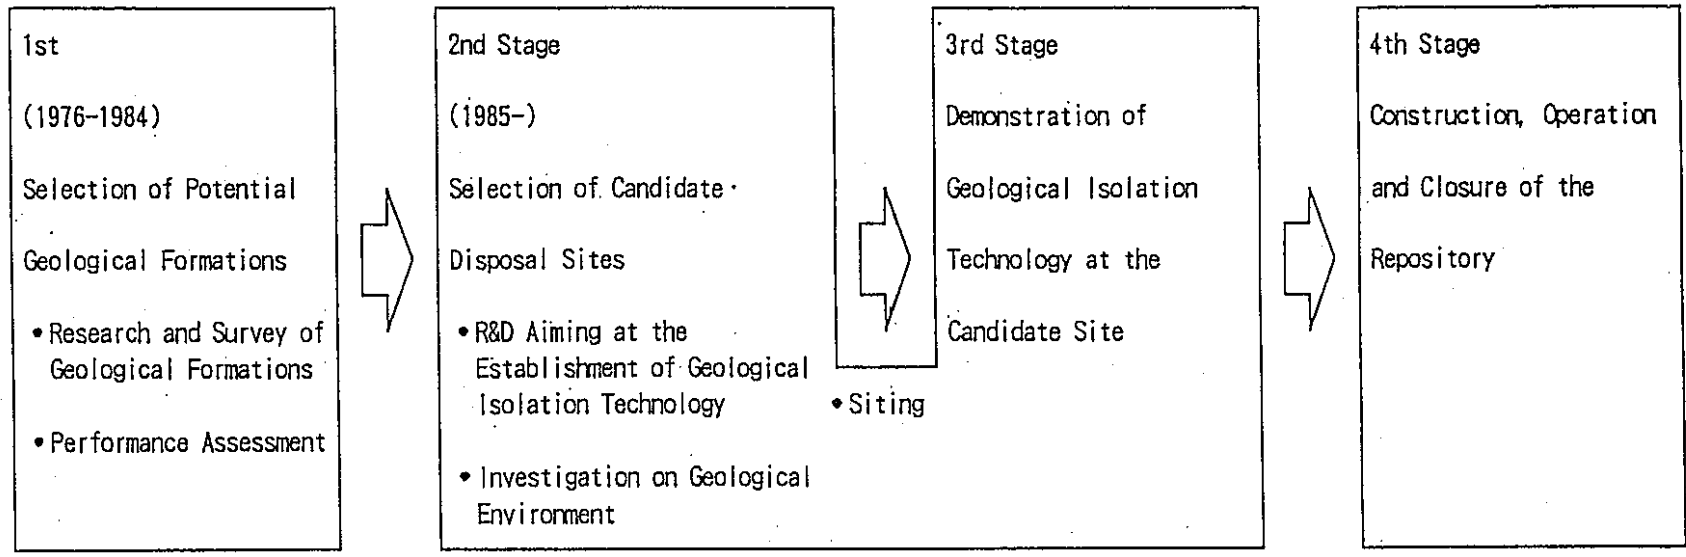 1st
(1976-1984)
Selection of Potential
Geological Formations
• Research and Survey of
Geological Formations
• Performance Assessment
2nd Stage
(1985-)
Selection of Candidate
Disposal Sites
• R&D Aiming at the
Establishment of Geological
Isolation Technology
• Investigation on Geological
Environment
• Siting
3rd Stage
Demonstration of
Geological Isolation
Technology at the
Candidate Site
4th Stage
Construction, Operation
and Closure of the
Repository